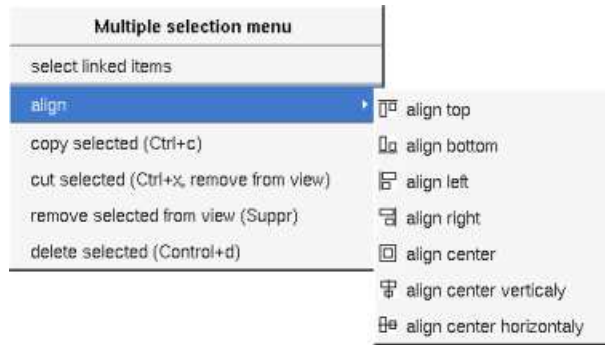 Multiple selection menu
select linked items
align
copy selected (Ctrl+c)
cut selected (Ctrl+x, remove from view)
remove selected from view (Suppr)
delete selected (Control+d)
align top
align bottom
align left
align right
align center
align center verticaly
align center horizontaly